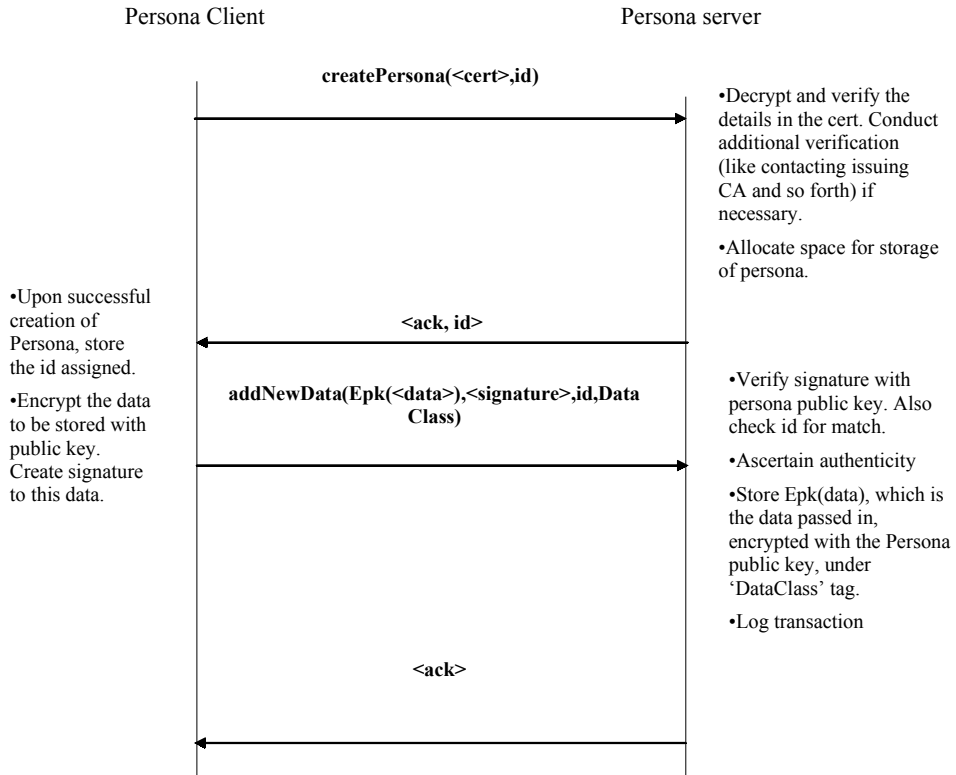 Persona Client
Persona server
createPersona(<cert>,id)
•Decrypt and verify the
details in the cert. Conduct
additional verification
(like contacting issuing
CA and so forth) if
necessary.
•Allocate space for storage
of persona.
•Upon successful
creation of
Persona, store
the id assigned.
•Encrypt the data
to be stored with
public key.
Create signature
to this data.
<ack, id>
addNewData(Epk(<data>),<signature>,id,Data
Class)
•Verify signature with
persona public key. Also
check id for match.
•Ascertain authenticity
•Store Epk(data), which is
the data passed in,
encrypted with the Persona
public key, under
‘DataClass’ tag.
•Log transaction
<ack>